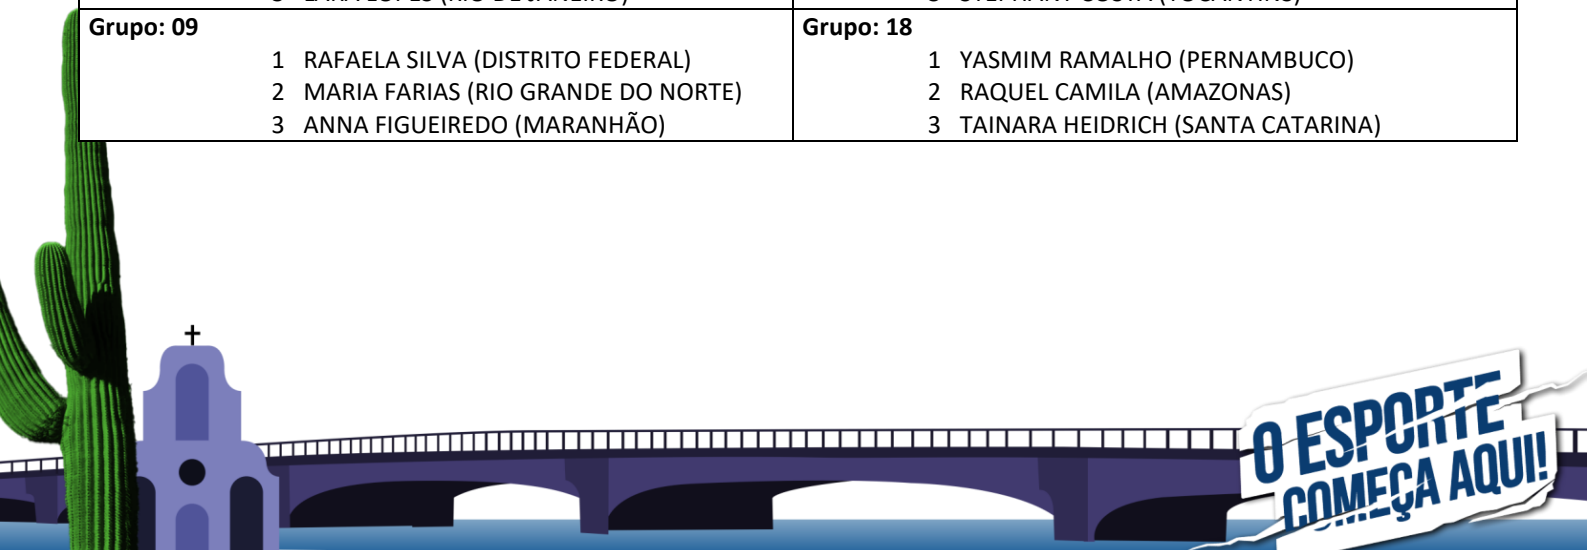 Grupo: 09
1 RAFAELA SILVA (DISTRITO FEDERAL)
2 MARIA FARIAS (RIO GRANDE DO NORTE)
3 ANNA FIGUEIREDO (MARANHÃO)
Grupo: 18
1 YASMIM RAMALHO (PERNAMBUCO)
2 RAQUEL CAMILA (AMAZONAS)
3 TAINARA HEIDRICH (SANTA CATARINA)
O ESPORTE
COMEÇA AQUI!